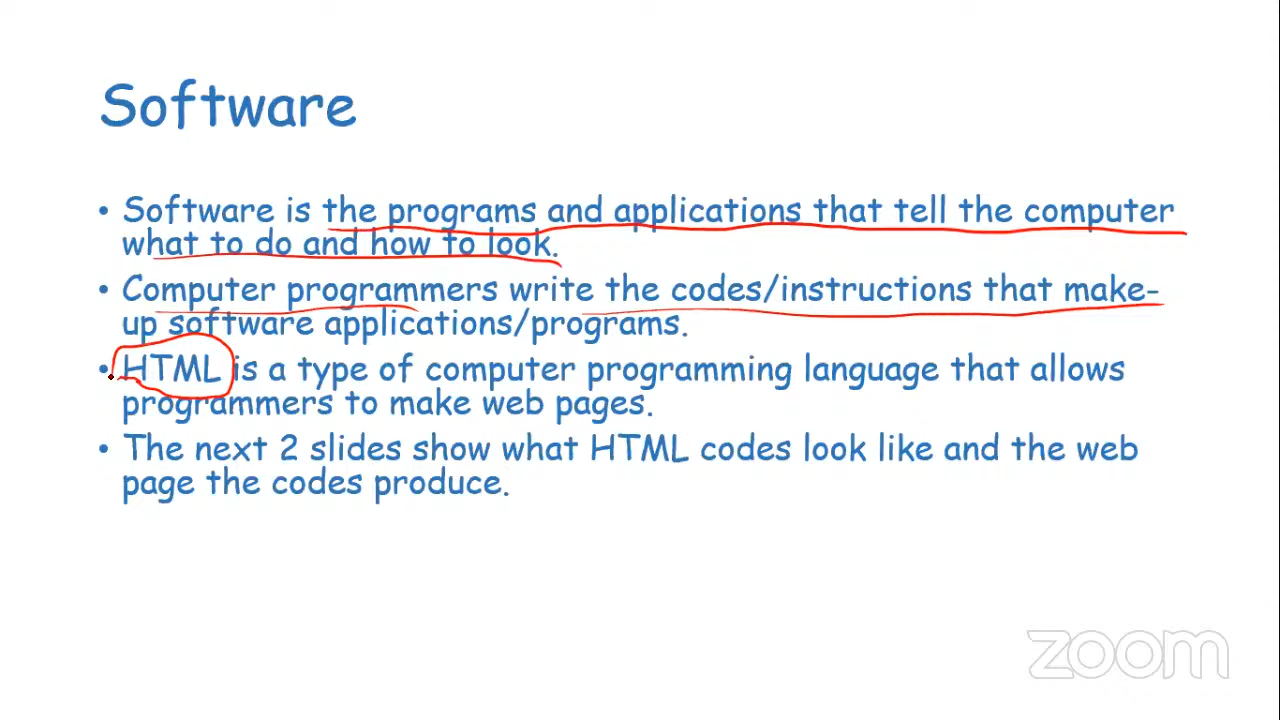 Software
• Software is the programs and applications that tell the computer
what to do and how to look.
• Computer programmers write the codes/instructions that make-
up software applications/programs.
• HTML is a type of computer programming language that allows
programmers to make web pages.
• The next 2 slides show what HTML codes look like and the web
page the codes produce.
zoom